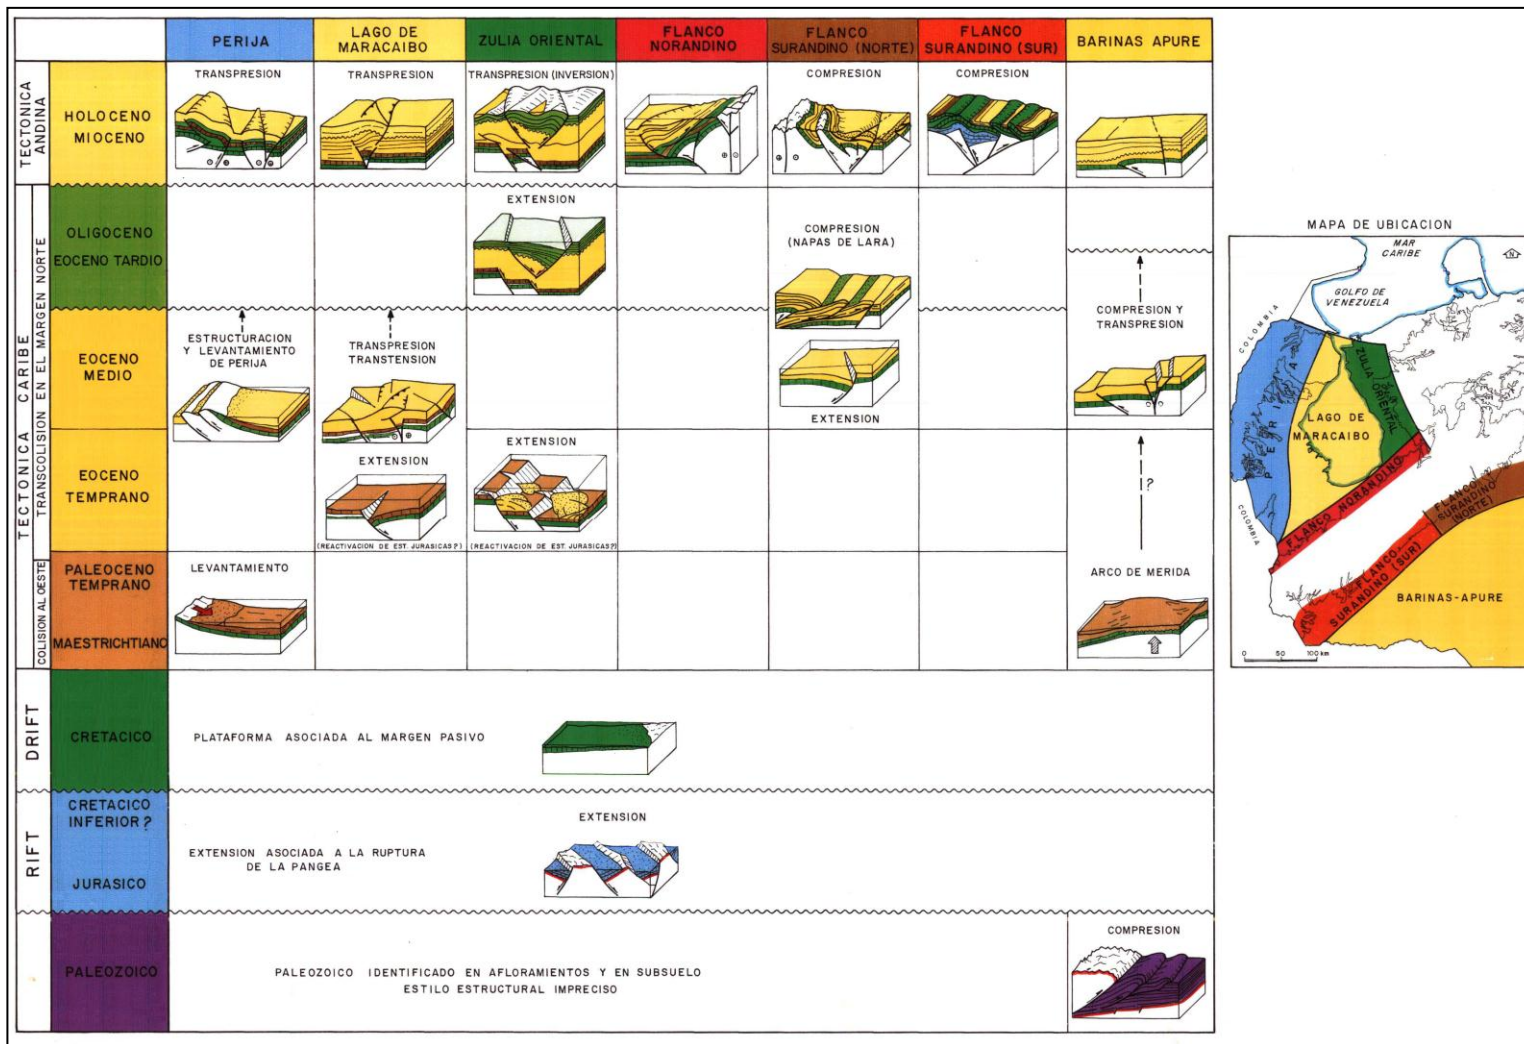 PERIJA
LAGO DE
MARACAIBO
ZULIA ORIENTAL
FLANCO
NORANDINO
FLANCO
SURANDINO (NORTE)
FLANCO
SURANDINO (SUR)
BARINAS APURE
TECTONICA
ANDINA
HOLOCENO
MIOCENO
TRANSPRESION
TRANSPRESION
TRANSPRESION (INVERSION)
COMPRESION
COMPRESION
TECTONICA CARIBE
TRANSCOLISION EN EL MARGEN NORTE
OLIGOCENO
EOCENO TARDIO
EXTENSION
COMPRESION
(NAPAS DE LARA)
EOCENO
MEDIO
ESTRUCTURACION
Y LEVANTAMIENTO
DE PERIJA
TRANSPRESION
TRANSTENSION
EXTENSION
COMPRESION Y
TRANSPRESION
EOCENO
TEMPRANO
EXTENSION
(REACTIVACION DE EST. JURASICAS?)
EXTENSION
(REACTIVACION DE EST. JURASICAS?)
?
COLISION AL OESTE
PALEOCENO
TEMPRANO
MAESTRICHTIANO
LEVANTAMIENTO
ARCO DE MERIDA
DRIFT
CRETACICO
PLATAFORMA ASOCIADA AL MARGEN PASIVO
RIFT
CRETACICO
INFERIOR ?
JURASICO
EXTENSION ASOCIADA A LA RUPTURA
DE LA PANGEA
EXTENSION
PALEOZOICO
PALEOZOICO IDENTIFICADO EN AFLORAMIENTOS Y EN SUBSUELO
ESTILO ESTRUCTURAL IMPRECISO
COMPRESION
MAPA DE UBICACION
MAR
CARIBE
N
GOLFO DE
VENEZUELA
COLOMBIA
PERIJA
ZULIA ORIENTAL
LAGO DE
MARACAIBO
FLANCO NORANDINO
FLANCO
SURANDINO
(NORTE)
COLOMBIA
FLANCO
SURANDINO (SUR)
BARINAS-APURE
0 50 100 km